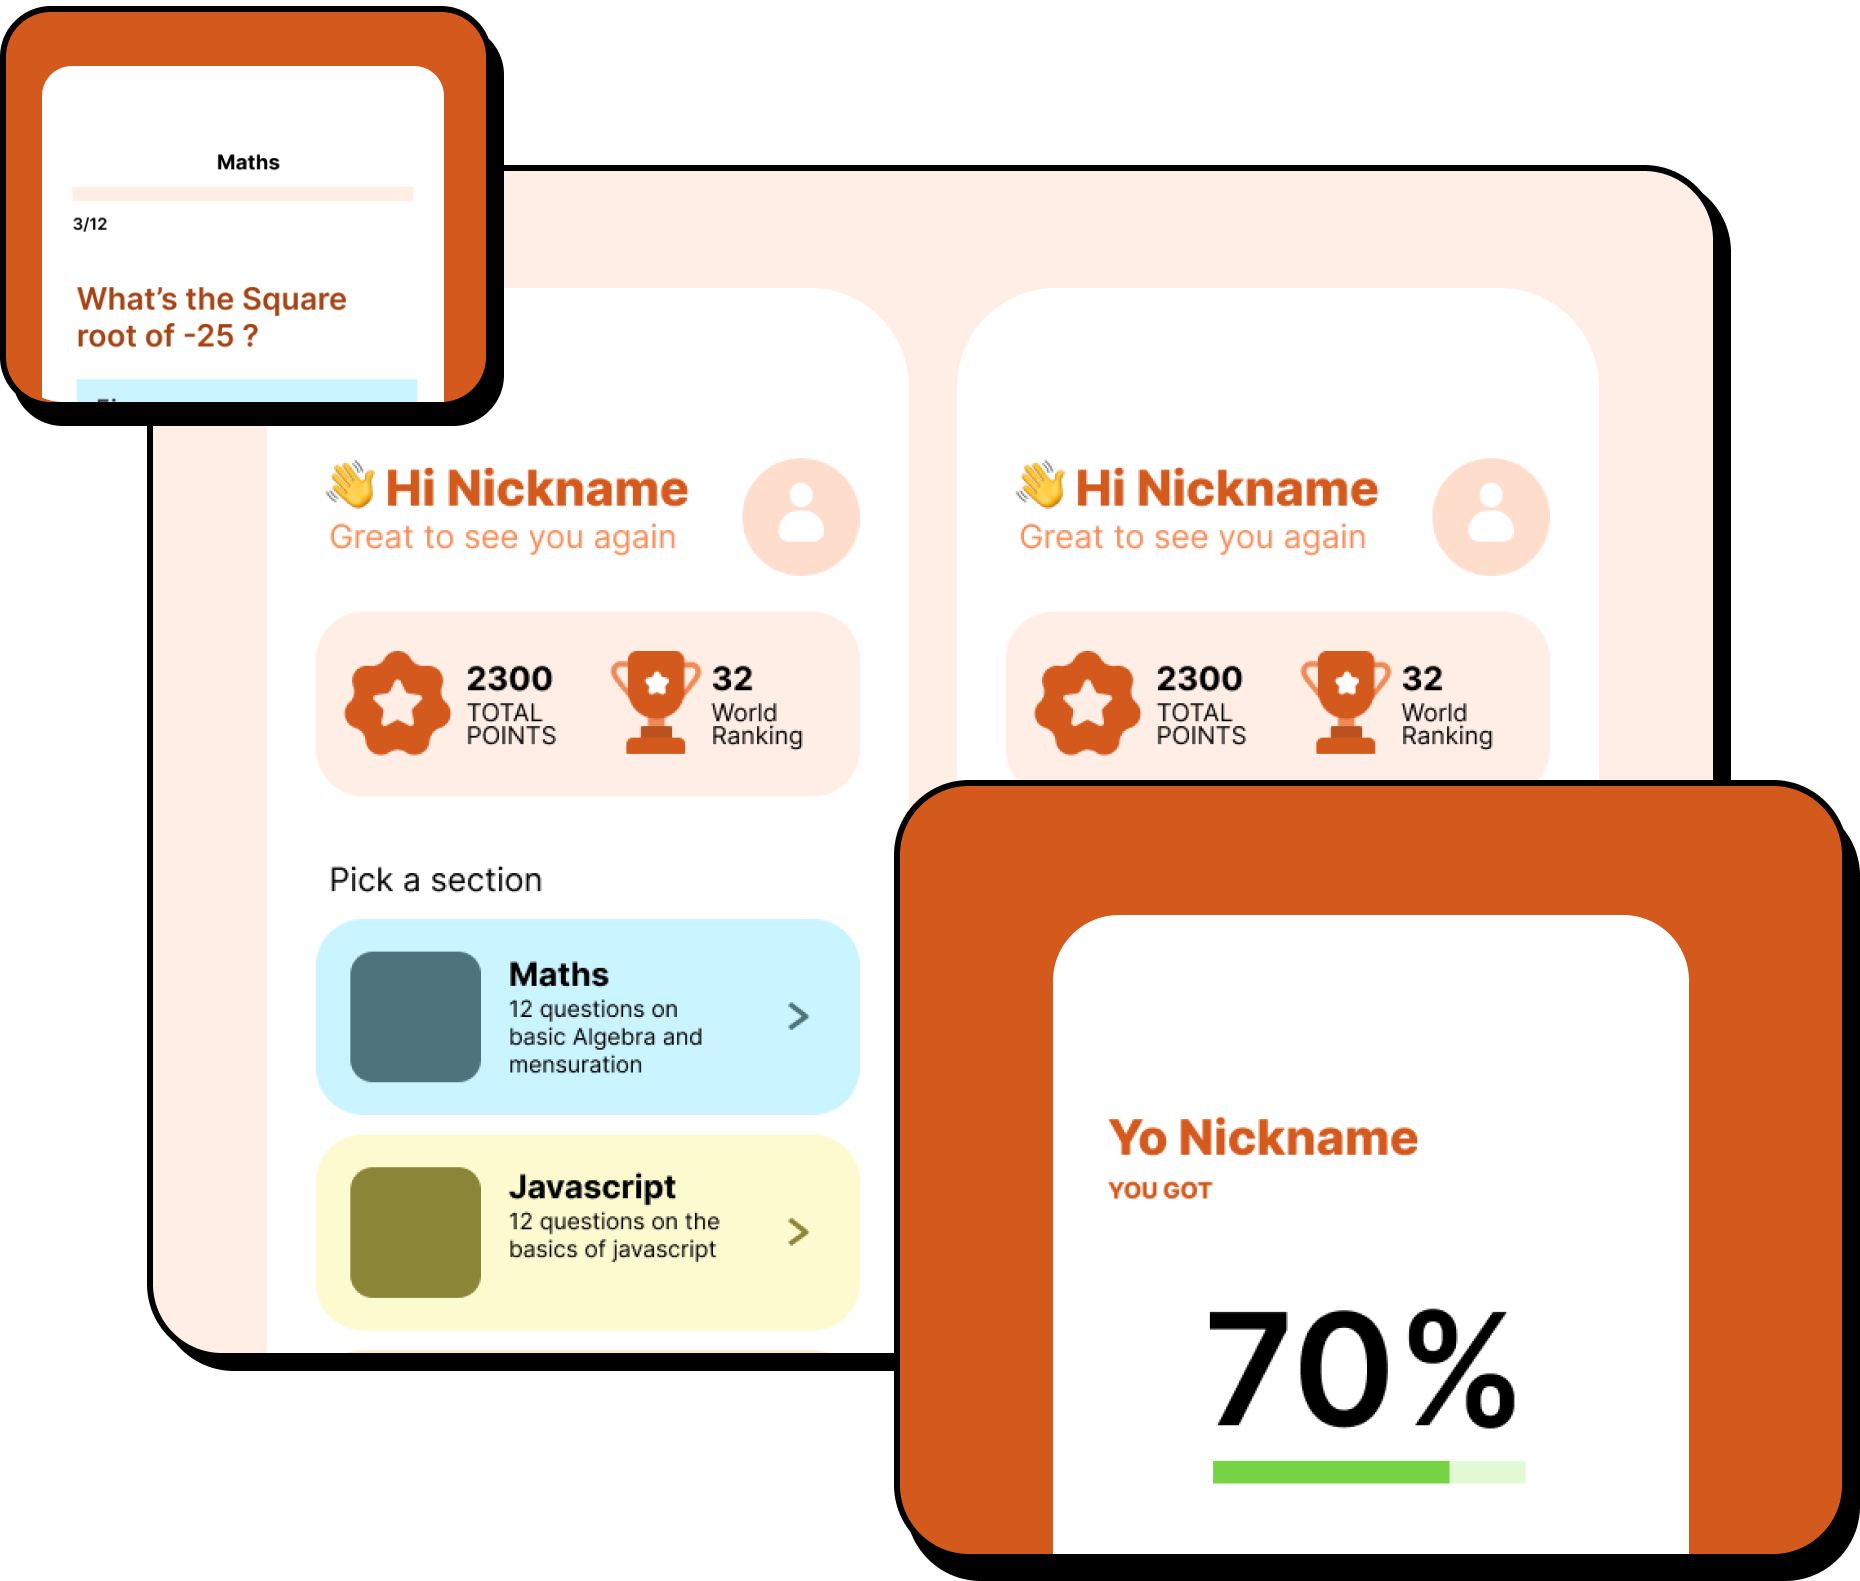 Maths
3/12
What's the Square
root of -25 ?
👋 Hi Nickname
Great to see you again
2300
TOTAL
POINTS
32
World
Ranking
Pick a section
Maths
12 questions on
basic Algebra and
mensuration
Javascript
12 questions on the
basics of javascript
👋 Hi Nickname
Great to see you again
2300
TOTAL
POINTS
32
World
Ranking
Yo Nickname
YOU GOT
70%